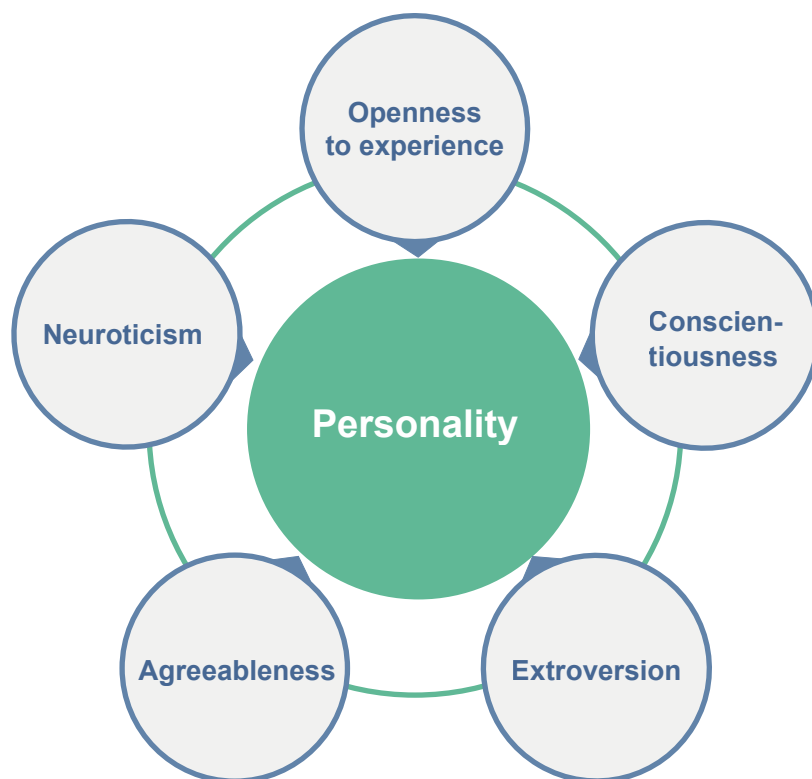 Openness
to experience
Conscien-
tiousness
Neuroticism
Personality
Agreeableness
Extroversion